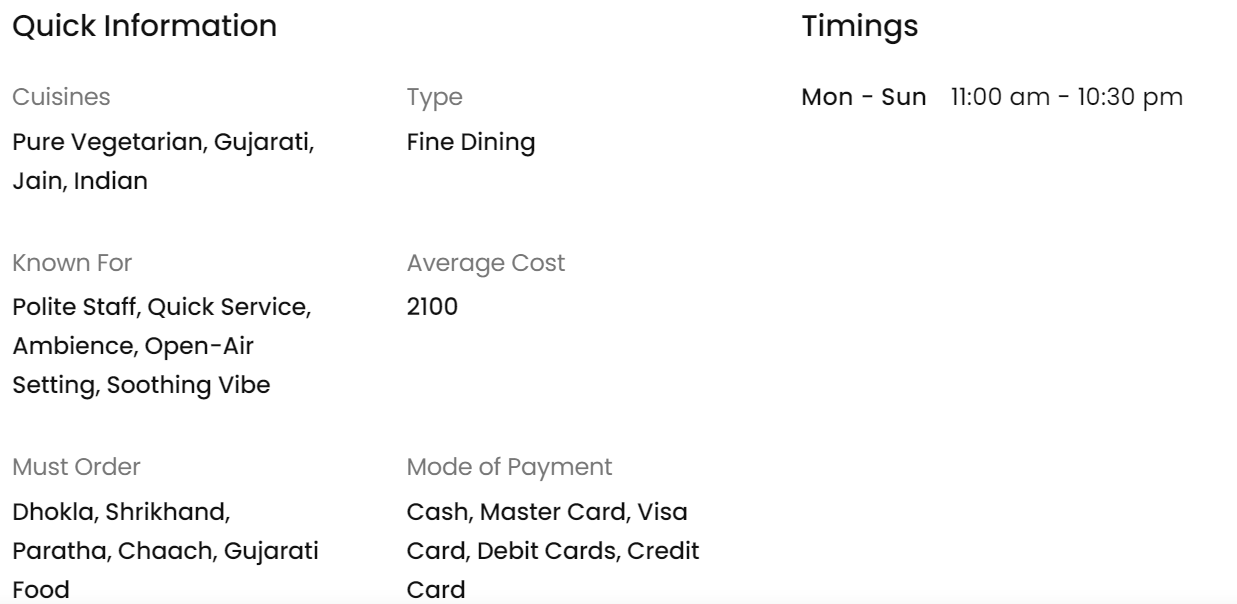 Quick Information
Timings
Cuisines
Type
Mon - Sun 11:00 am - 10:30 pm
Pure Vegetarian, Gujarati,
Jain, Indian
Fine Dining
Known For
Average Cost
Polite Staff, Quick Service,
Ambience, Open-Air
Setting, Soothing Vibe
2100
Must Order
Mode of Payment
Dhokla, Shrikhand,
Paratha, Chaach, Gujarati
Food
Cash, Master Card, Visa
Card, Debit Cards, Credit
Card